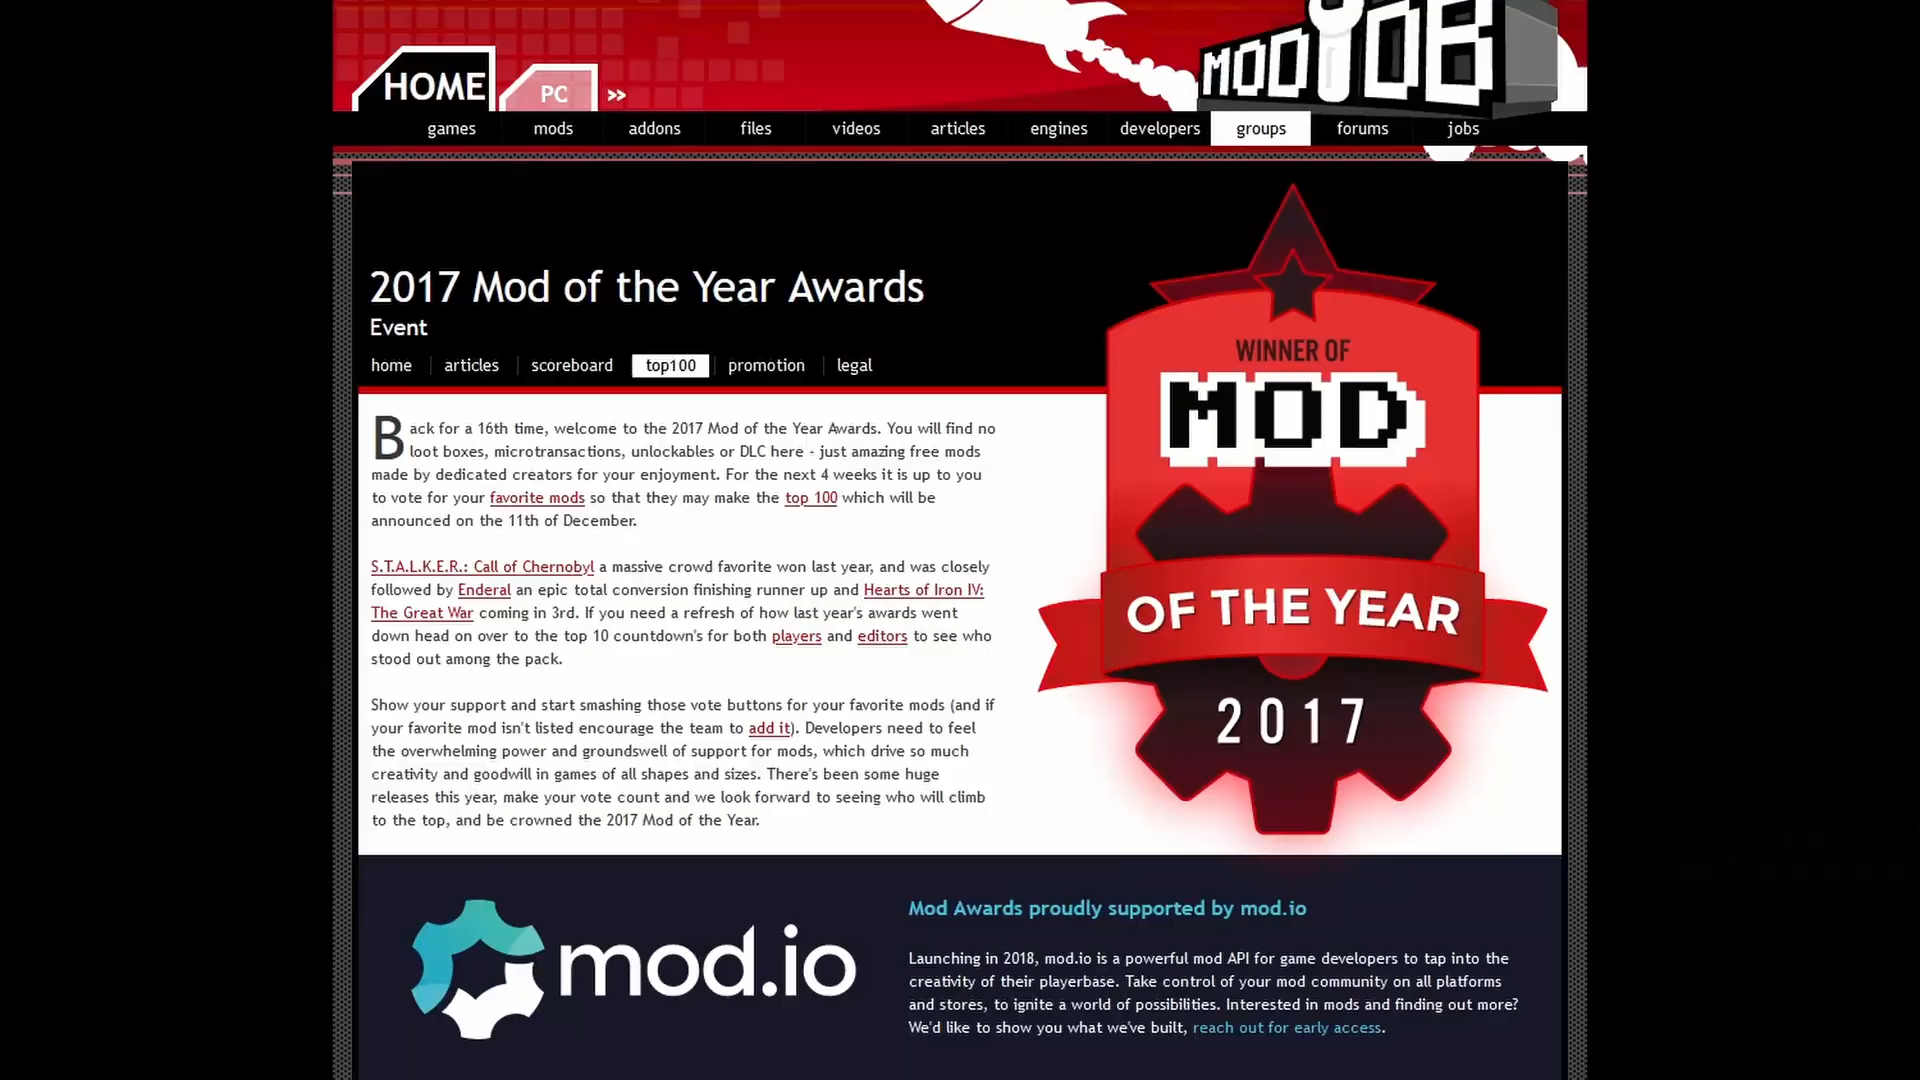 MODDB
HOME
PC
»
games
mods
addons
files
videos
articles
engines
developers
groups
forums
jobs
2017 Mod of the Year Awards
Event
home
articles
scoreboard
top100
promotion
legal
Back for a 16th time, welcome to the 2017 Mod of the Year Awards. You will find no
loot boxes, microtransactions, unlockables or DLC here - just amazing free mods
made by dedicated creators for your enjoyment. For the next 4 weeks it is up to you
to vote for your favorite mods so that they may make the top 100 which will be
announced on the 11th of December.
S.T.A.L.K.E.R.: Call of Chernobyl a massive crowd favorite won last year, and was closely
followed by Enderal an epic total conversion finishing runner up and Hearts of Iron IV:
The Great War coming in 3rd. If you need a refresh of how last year's awards went
down head on over to the top 10 countdown's for both players and editors to see who
stood out among the pack.
Show your support and start smashing those vote buttons for your favorite mods (and if
your favorite mod isn't listed encourage the team to add it). Developers need to feel
the overwhelming power and groundswell of support for mods, which drive so much
creativity and goodwill in games of all shapes and sizes. There's been some huge
releases this year, make your vote count and we look forward to seeing who will climb
to the top, and be crowned the 2017 Mod of the Year.
WINNER OF
MOD
OF THE YEAR
2017
mod.io
Mod Awards proudly supported by mod.io
Launching in 2018, mod.io is a powerful mod API for game developers to tap into the
creativity of their playerbase. Take control of your mod community on all platforms
and stores, to ignite a world of possibilities. Interested in mods and finding out more?
We'd like to show you what we've built, reach out for early access.